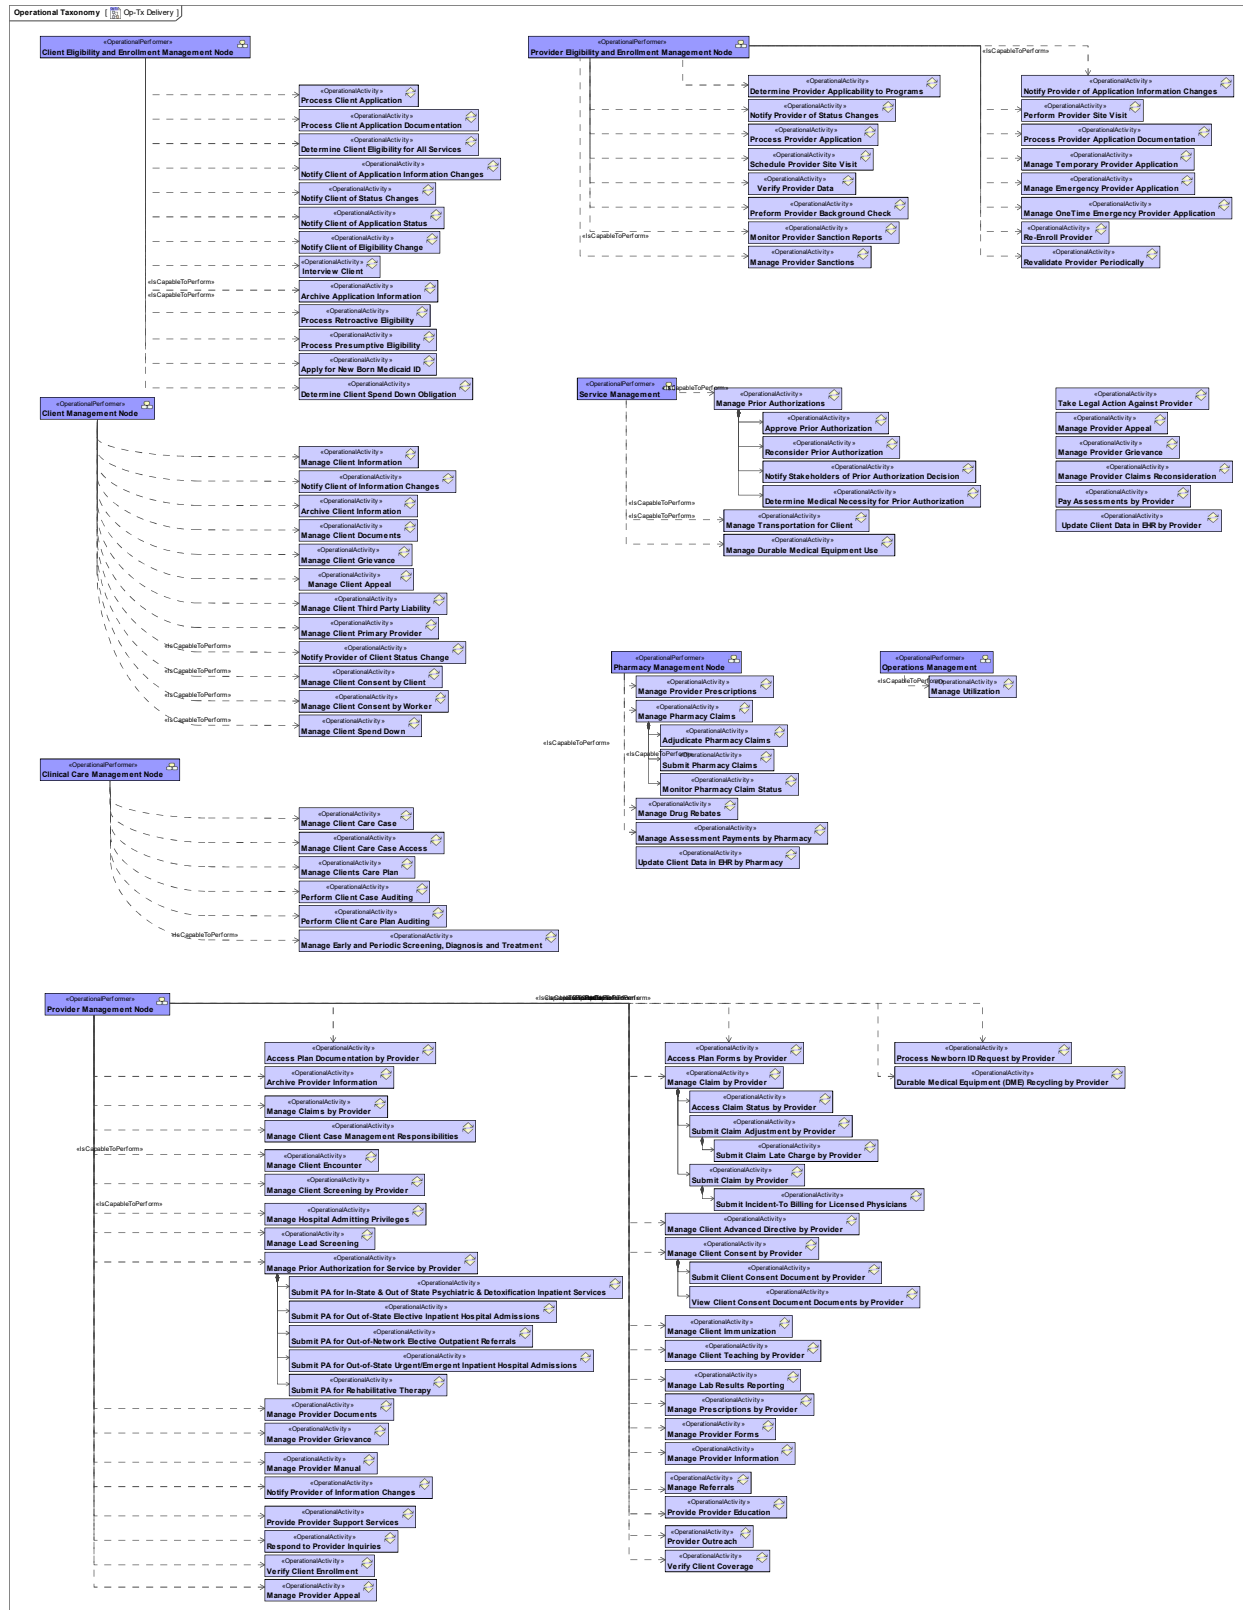 Operational Taxonomy [ Op-Tx Delivery ]
«OperationalPerformer»
Client Eligibility and Enrollment Management Node
«OperationalActivity»
Process Client Application
«OperationalActivity»
Process Client Application Documentation
«OperationalActivity»
Determine Client Eligibility for All Services
«OperationalActivity»
Notify Client of Application Information Changes
«OperationalActivity»
Notify Client of Status Changes
«OperationalActivity»
Notify Client of Application Status
«OperationalActivity»
Notify Client of Eligibility Change
«OperationalActivity»
Interview Client
«IsCapableToPerform»
«IsCapableToPerform»
«OperationalActivity»
Archive Application Information
«OperationalActivity»
Process Retroactive Eligibility
«OperationalActivity»
Process Presumptive Eligibility
«OperationalActivity»
Apply for New Born Medicaid ID
«OperationalActivity»
Determine Client Spend Down Obligation
«OperationalPerformer»
Provider Eligibility and Enrollment Management Node
«IsCapableToPerform»
«OperationalActivity»
Determine Provider Applicability to Programs
«OperationalActivity»
Notify Provider of Status Changes
«OperationalActivity»
Process Provider Application
«OperationalActivity»
Schedule Provider Site Visit
«OperationalActivity»
Verify Provider Data
«OperationalActivity»
Preform Provider Background Check
«OperationalActivity»
Monitor Provider Sanction Reports
«IsCapableToPerform»
«OperationalActivity»
Manage Provider Sanctions
«OperationalActivity»
Notify Provider of Application Information Changes
«OperationalActivity»
Perform Provider Site Visit
«OperationalActivity»
Process Provider Application Documentation
«OperationalActivity»
Manage Temporary Provider Application
«OperationalActivity»
Manage Emergency Provider Application
«OperationalActivity»
Manage OneTime Emergency Provider Application
«OperationalActivity»
Re-Enroll Provider
«OperationalActivity»
Revalidate Provider Periodically
«OperationalPerformer»
Client Management Node
«OperationalActivity»
Manage Client Information
«OperationalActivity»
Notify Client of Information Changes
«OperationalActivity»
Archive Client Information
«OperationalActivity»
Manage Client Documents
«OperationalActivity»
Manage Client Grievance
«OperationalActivity»
Manage Client Appeal
«OperationalActivity»
Manage Client Third Party Liability
«OperationalActivity»
Manage Client Primary Provider
«IsCapableToPerform»
«OperationalActivity»
Notify Provider of Client Status Change
«IsCapableToPerform»
«OperationalActivity»
Manage Client Consent by Client
«IsCapableToPerform»
«OperationalActivity»
Manage Client Consent by Worker
«IsCapableToPerform»
«OperationalActivity»
Manage Client Spend Down
«OperationalPerformer»
Service Management
«IsCapableToPerform»
«OperationalActivity»
Manage Prior Authorizations
«OperationalActivity»
Approve Prior Authorization
«OperationalActivity»
Reconsider Prior Authorization
«OperationalActivity»
Notify Stakeholders of Prior Authorization Decision
«OperationalActivity»
Determine Medical Necessity for Prior Authorization
«IsCapableToPerform»
«IsCapableToPerform»
«OperationalActivity»
Manage Transportation for Client
«OperationalActivity»
Manage Durable Medical Equipment Use
«OperationalActivity»
Take Legal Action Against Provider
«OperationalActivity»
Manage Provider Appeal
«OperationalActivity»
Manage Provider Grievance
«OperationalActivity»
Manage Provider Claims Reconsideration
«OperationalActivity»
Pay Assessments by Provider
«OperationalActivity»
Update Client Data in EHR by Provider
«OperationalPerformer»
Pharmacy Management Node
«OperationalActivity»
Manage Provider Prescriptions
«OperationalActivity»
Manage Pharmacy Claims
«IsCapableToPerform»
«OperationalActivity»
Adjudicate Pharmacy Claims
«IsCapableToPerform»
«OperationalActivity»
Submit Pharmacy Claims
«OperationalActivity»
Monitor Pharmacy Claim Status
«OperationalActivity»
Manage Drug Rebates
«OperationalActivity»
Manage Assessment Payments by Pharmacy
«OperationalActivity»
Update Client Data in EHR by Pharmacy
«OperationalPerformer»
Operations Management
«IsCapableToPerform»
«OperationalActivity»
Manage Utilization
«OperationalPerformer»
Clinical Care Management Node
«OperationalActivity»
Manage Client Care Case
«OperationalActivity»
Manage Client Care Case Access
«OperationalActivity»
Manage Clients Care Plan
«OperationalActivity»
Perform Client Case Auditing
«OperationalActivity»
Perform Client Care Plan Auditing
«IsCapableToPerform»
«OperationalActivity»
Manage Early and Periodic Screening, Diagnosis and Treatment
«OperationalPerformer»
Provider Management Node
«OperationalActivity»
Access Plan Documentation by Provider
«OperationalActivity»
Archive Provider Information
«OperationalActivity»
Manage Claims by Provider
«OperationalActivity»
Manage Client Case Management Responsibilities
«IsCapableToPerform»
«OperationalActivity»
Manage Client Encounter
«OperationalActivity»
Manage Client Screening by Provider
«IsCapableToPerform»
«OperationalActivity»
Manage Hospital Admitting Privileges
«OperationalActivity»
Manage Lead Screening
«OperationalActivity»
Manage Prior Authorization for Service by Provider
«OperationalActivity»
Submit PA for In-State & Out of State Psychiatric & Detoxification Inpatient Services
«OperationalActivity»
Submit PA for Out-of-State Elective Inpatient Hospital Admissions
«OperationalActivity»
Submit PA for Out-of-Network Elective Outpatient Referrals
«OperationalActivity»
Submit PA for Out-of-State Urgent/Emergent Inpatient Hospital Admissions
«OperationalActivity»
Submit PA for Rehabilitative Therapy
«OperationalActivity»
Manage Provider Documents
«OperationalActivity»
Manage Provider Grievance
«OperationalActivity»
Manage Provider Manual
«OperationalActivity»
Notify Provider of Information Changes
«OperationalActivity»
Provide Provider Support Services
«OperationalActivity»
Respond to Provider Inquiries
«OperationalActivity»
Verify Client Enrollment
«OperationalActivity»
Manage Provider Appeal
«OperationalActivity»
Access Plan Forms by Provider
«OperationalActivity»
Manage Claim by Provider
«OperationalActivity»
Access Claim Status by Provider
«OperationalActivity»
Submit Claim Adjustment by Provider
«OperationalActivity»
Submit Claim Late Charge by Provider
«OperationalActivity»
Submit Claim by Provider
«OperationalActivity»
Submit Incident-To Billing for Licensed Physicians
«OperationalActivity»
Manage Client Advanced Directive by Provider
«OperationalActivity»
Manage Client Consent by Provider
«OperationalActivity»
Submit Client Consent Document by Provider
«OperationalActivity»
View Client Consent Document Documents by Provider
«OperationalActivity»
Manage Client Immunization
«OperationalActivity»
Manage Client Teaching by Provider
«OperationalActivity»
Manage Lab Results Reporting
«OperationalActivity»
Manage Prescriptions by Provider
«OperationalActivity»
Manage Provider Forms
«OperationalActivity»
Manage Provider Information
«OperationalActivity»
Manage Referrals
«OperationalActivity»
Provide Provider Education
«OperationalActivity»
Provider Outreach
«OperationalActivity»
Verify Client Coverage
«OperationalActivity»
Process Newborn ID Request by Provider
«OperationalActivity»
Durable Medical Equipment (DME) Recycling by Provider